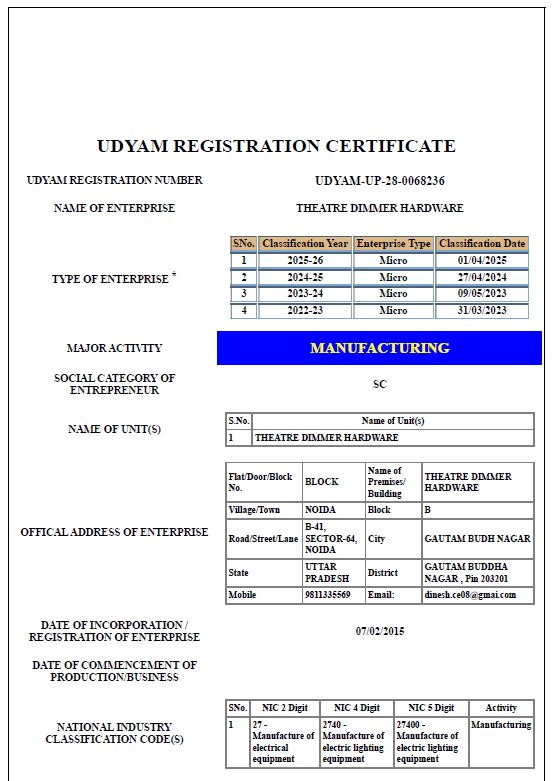 UDYAM REGISTRATION CERTIFICATE
UDYAM REGISTRATION NUMBER UDYAM-UP-28-0068236
NAME OF ENTERPRISE THEATRE DIMMER HARDWARE
TYPE OF ENTERPRISE *
SNo. Classification Year Enterprise Type Classification Date
1 2025-26 Micro 01/04/2025
2 2024-25 Micro 27/04/2024
3 2023-24 Micro 09/05/2023
4 2022-23 Micro 31/03/2023
MAJOR ACTIVITY MANUFACTURING
SOCIAL CATEGORY OF
ENTREPRENEUR
SC
NAME OF UNIT(S)
S.No. Name of Unit(s)
1 THEATRE DIMMER HARDWARE
OFFICAL ADDRESS OF ENTERPRISE
Flat/Door/Block
No.
BLOCK
Name of
Premises/
Building
THEATRE DIMMER
HARDWARE
Village/Town NOIDA Block B
Road/Street/Lane
B-41,
SECTOR-64,
NOIDA
City GAUTAM BUDH NAGAR
State
UTTAR
PRADESH
District
GAUTAM BUDDHA
NAGAR , Pin 203201
Mobile 9811335569 Email: dinesh.ce08@gmai.com
DATE OF INCORPORATION /
REGISTRATION OF ENTERPRISE
07/02/2015
DATE OF COMMENCEMENT OF
PRODUCTION/BUSINESS
NATIONAL INDUSTRY
CLASSIFICATION CODE(S)
SNo. NIC 2 Digit NIC 4 Digit NIC 5 Digit Activity
1
27 -
Manufacture of
electrical
equipment
2740 -
Manufacture of
electric lighting
equipment
27400 -
Manufacture of
electric lighting
equipment
Manufacturing